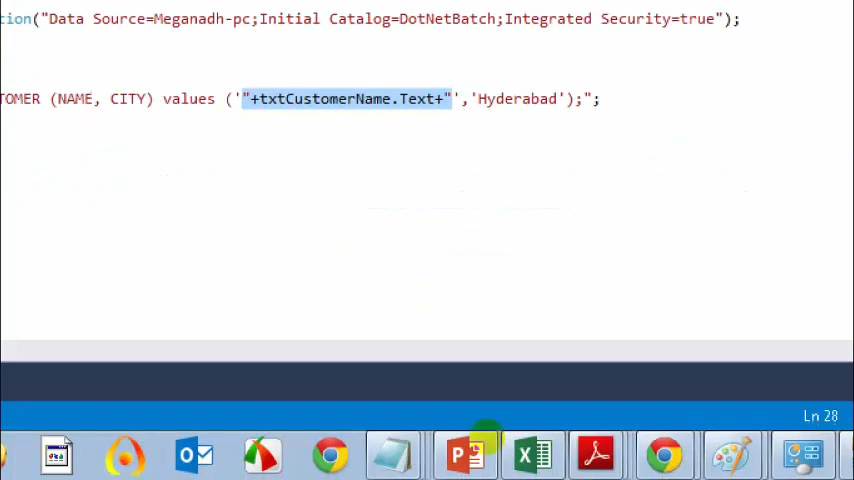 ction("Data Source=Meganadh-pc;Initial Catalog=DotNetBatch;Integrated Security=true");
TOMER (NAME, CITY) values ('"+txtCustomerName.Text+"','Hyderabad');";
Ln 28